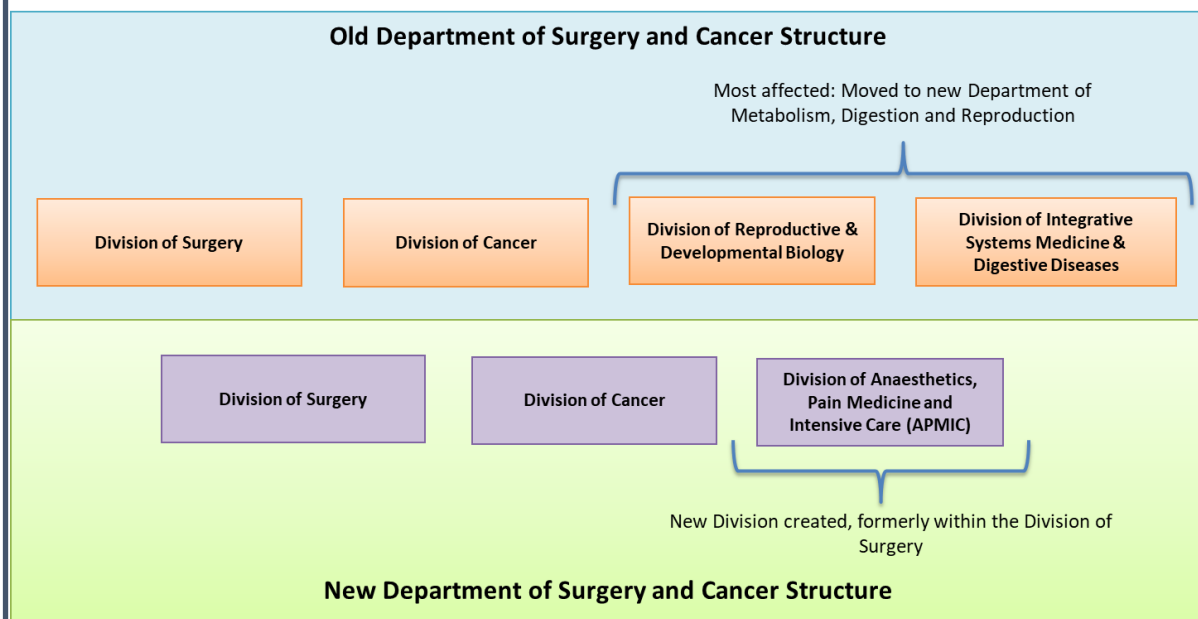 Old Department of Surgery and Cancer Structure
Most affected: Moved to new Department of
Metabolism, Digestion and Reproduction
Division of Surgery
Division of Cancer
Division of Reproductive &
Developmental Biology
Division of Integrative
Systems Medicine &
Digestive Diseases
Division of Surgery
Division of Cancer
Division of Anaesthetics,
Pain Medicine and
Intensive Care (APMIC)
New Division created, formerly within the Division of
Surgery
New Department of Surgery and Cancer Structure